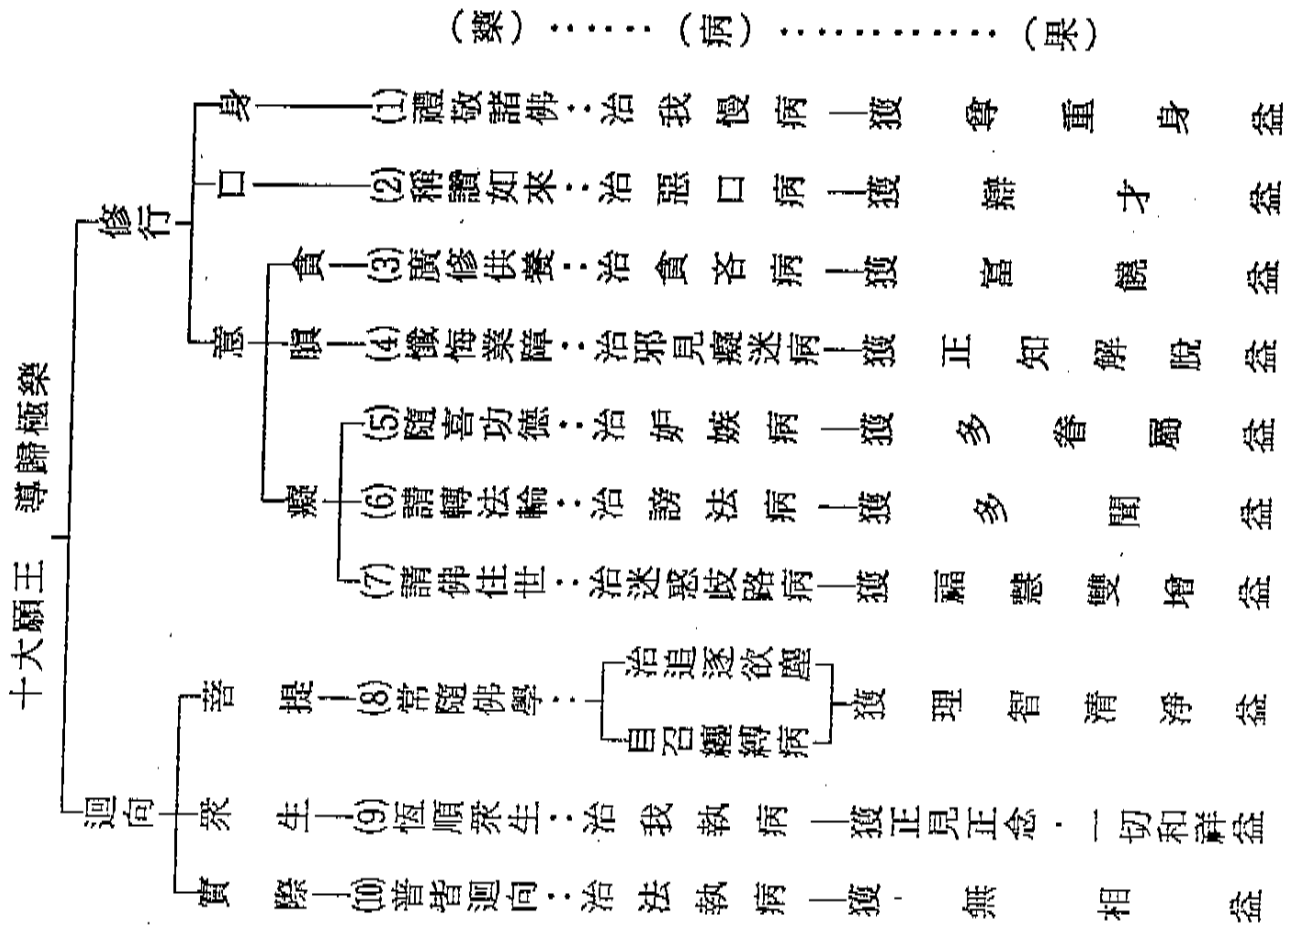 十大願王　導歸極樂
（藥）‥‥‥（病）‥‥‥‥‥‥（果）
修行
身
(1)禮敬諸佛‥治我慢病—獲尊重身益
口
(2)稱讚如來‥治惡口病—獲辯才益
意
貪
(3)廣修供養‥治貪吝病—獲富饒益
瞋
(4)懺悔業障‥治邪見癡迷病—獲正知解脫益
癡
(5)隨喜功德‥治妒嫉病—獲多眷屬益
(6)請轉法輪‥治謗法病—獲多聞益
(7)請佛住世‥治迷惑歧路病—獲福慧雙增益
迴向
菩提
(8)常隨佛學‥治追逐欲塵
自召纏縛病
獲理智清淨益
眾生
(9)恆順眾生‥治我執病—獲正見正念．一切和祥益
實際
(10)普皆迴向‥治法執病—獲無相益